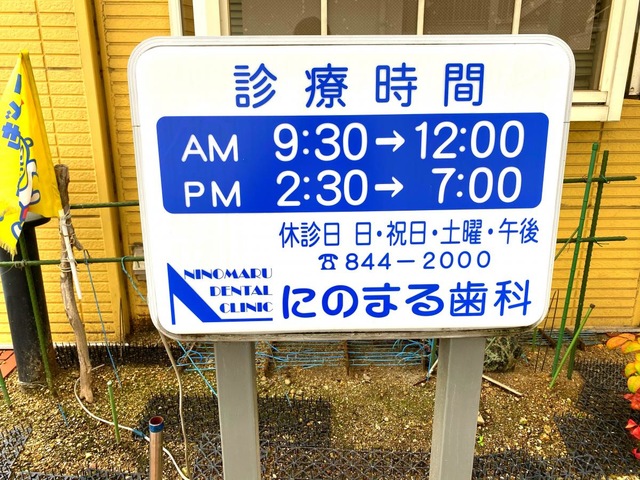 診療時間
AM 9:30→12:00
PM 2:30→ 7:00
休診日 日・祝日・土曜・午後
☎844-2000
NINOMARU
DENTAL
CLINIC
にのまる歯科